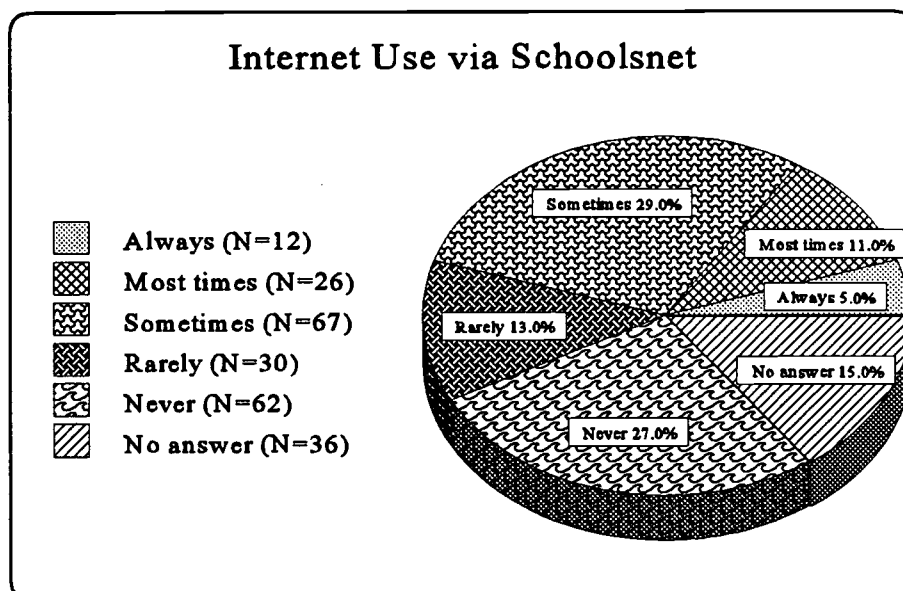 Internet Use via Schoolsnet
Always (N=12)
Most times (N=26)
Sometimes (N=67)
Rarely (N=30)
Never (N=62)
No answer (N=36)
Sometimes 29.0%
Most times 11.0%
Always 5.0%
Rarely 13.0%
No answer 15.0%
Never 27.0%